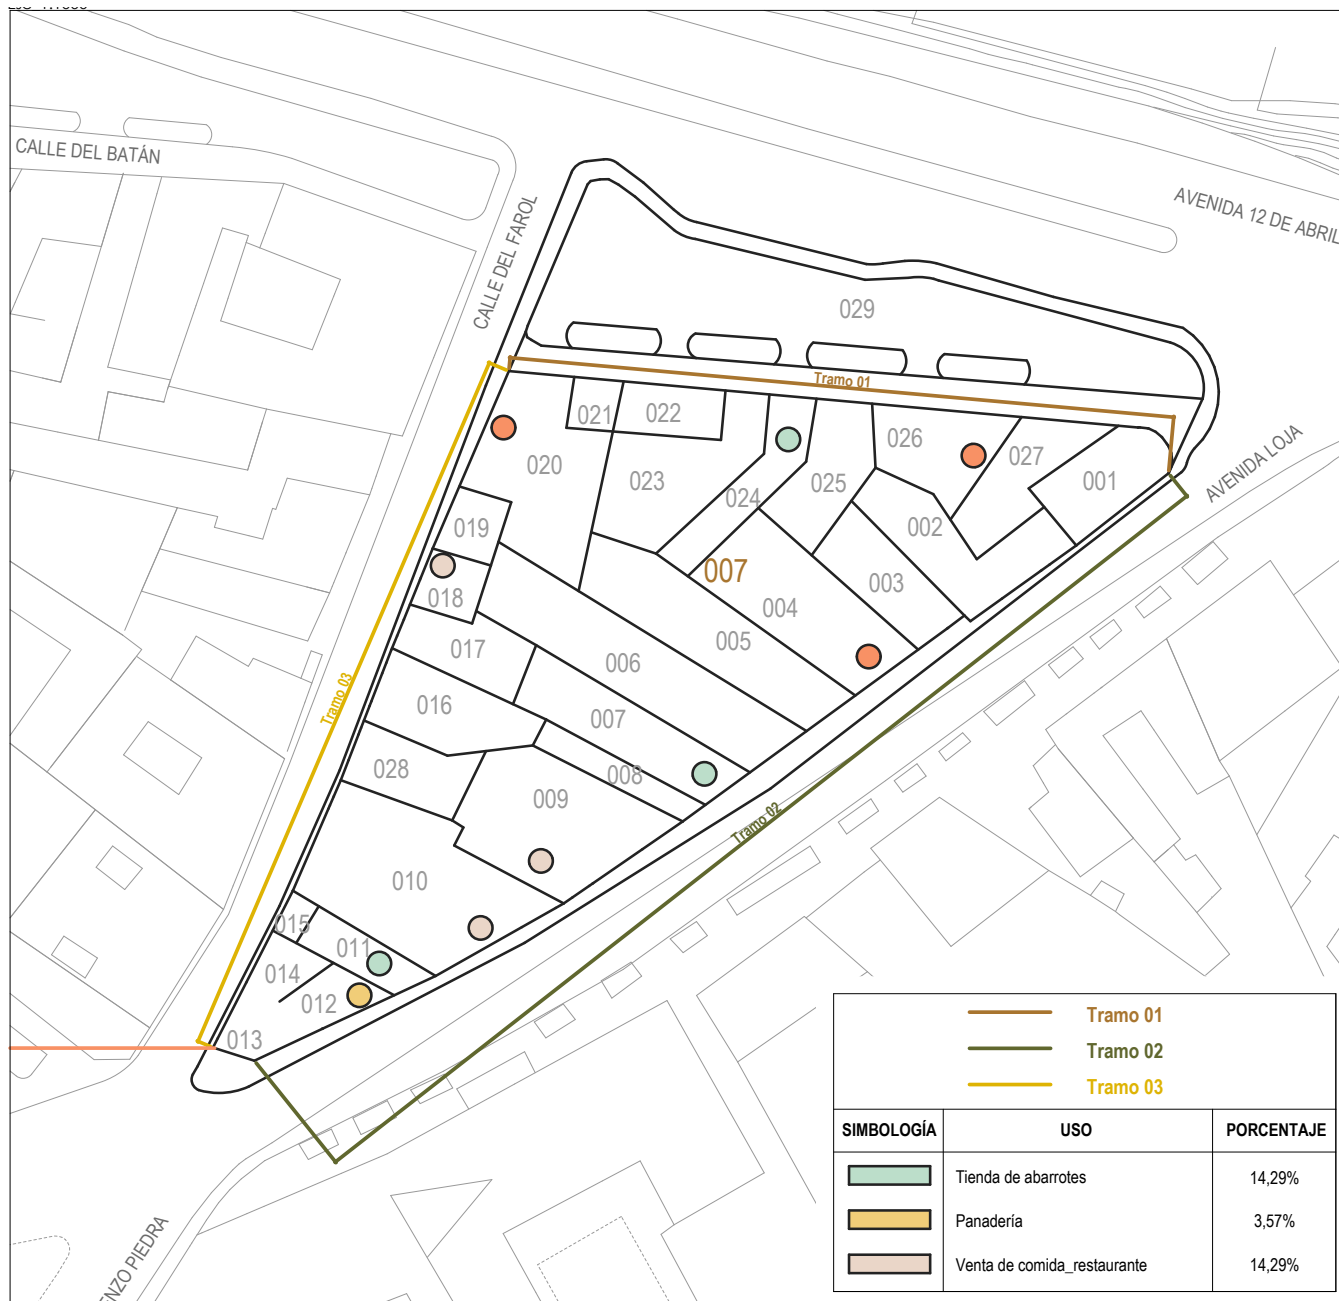 CALLE DEL BATÁN
CALLE DEL FAROL
AVENIDA 12 DE ABRIL
029
Tramo 01
021
022
026
027
020
023
024
025
001
AVENIDA LOJA
019
002
007
003
018
004
005
017
006
Tramo 03
016
007
028
008
009
Tramo 02
010
015
011
014
012
013
Tramo 01
Tramo 02
Tramo 03
SIMBOLOGÍA USO PORCENTAJE
Tienda de abarrotes 14,29%
Panadería 3,57%
Venta de comida_restaurante 14,29%
ENZO PIEDRA